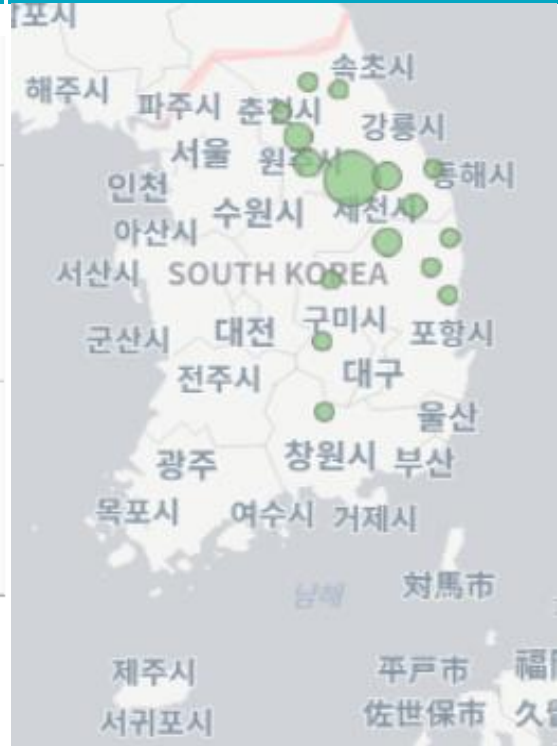 속초시
해주시
파주시
춘천시
강릉시
서울
원주시
동해시
인천
수원시
제천시
아산시
서산시
SOUTH KOREA
군산시
대전
구미시
포항시
전주시
대구
울산
광주
창원시
부산
목포시
여수시
거제시
남해
対馬市
제주시
平戸市
서귀포시
佐世保市